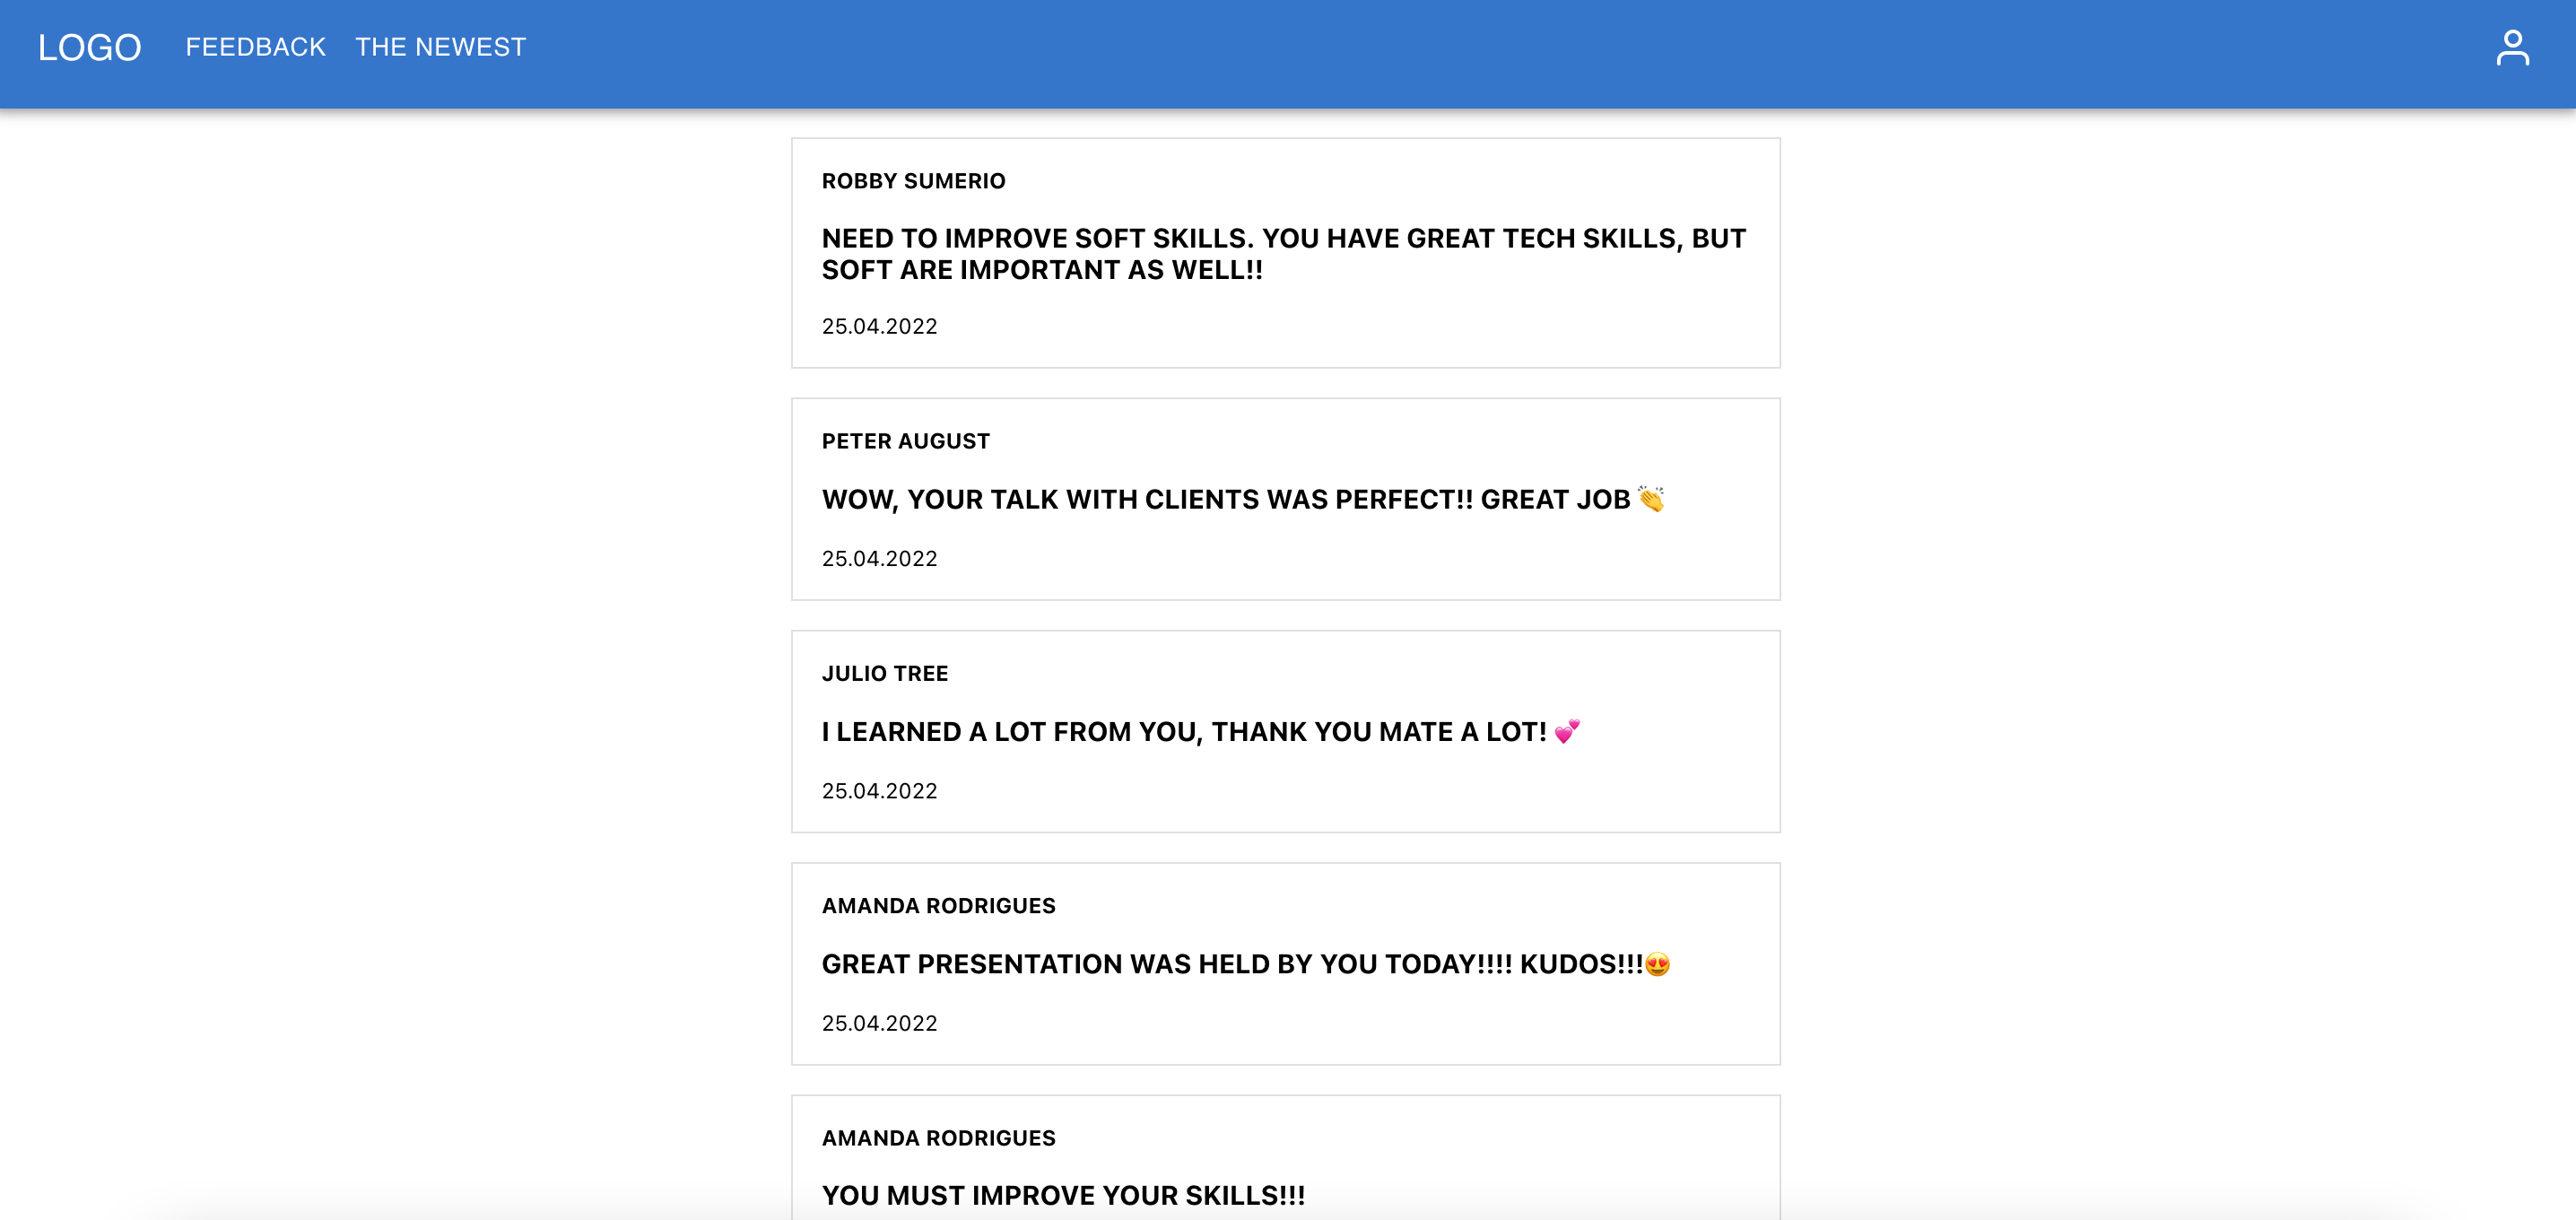 LOGO FEEDBACK THE NEWEST
ROBBY SUMERIO
NEED TO IMPROVE SOFT SKILLS. YOU HAVE GREAT TECH SKILLS, BUT
SOFT ARE IMPORTANT AS WELL!!
25.04.2022
PETER AUGUST
WOW, YOUR TALK WITH CLIENTS WAS PERFECT!! GREAT JOB 👏
25.04.2022
JULIO TREE
I LEARNED A LOT FROM YOU, THANK YOU MATE A LOT! 💕
25.04.2022
AMANDA RODRIGUES
GREAT PRESENTATION WAS HELD BY YOU TODAY!!!! KUDOS!!!😍
25.04.2022
AMANDA RODRIGUES
YOU MUST IMPROVE YOUR SKILLS!!!